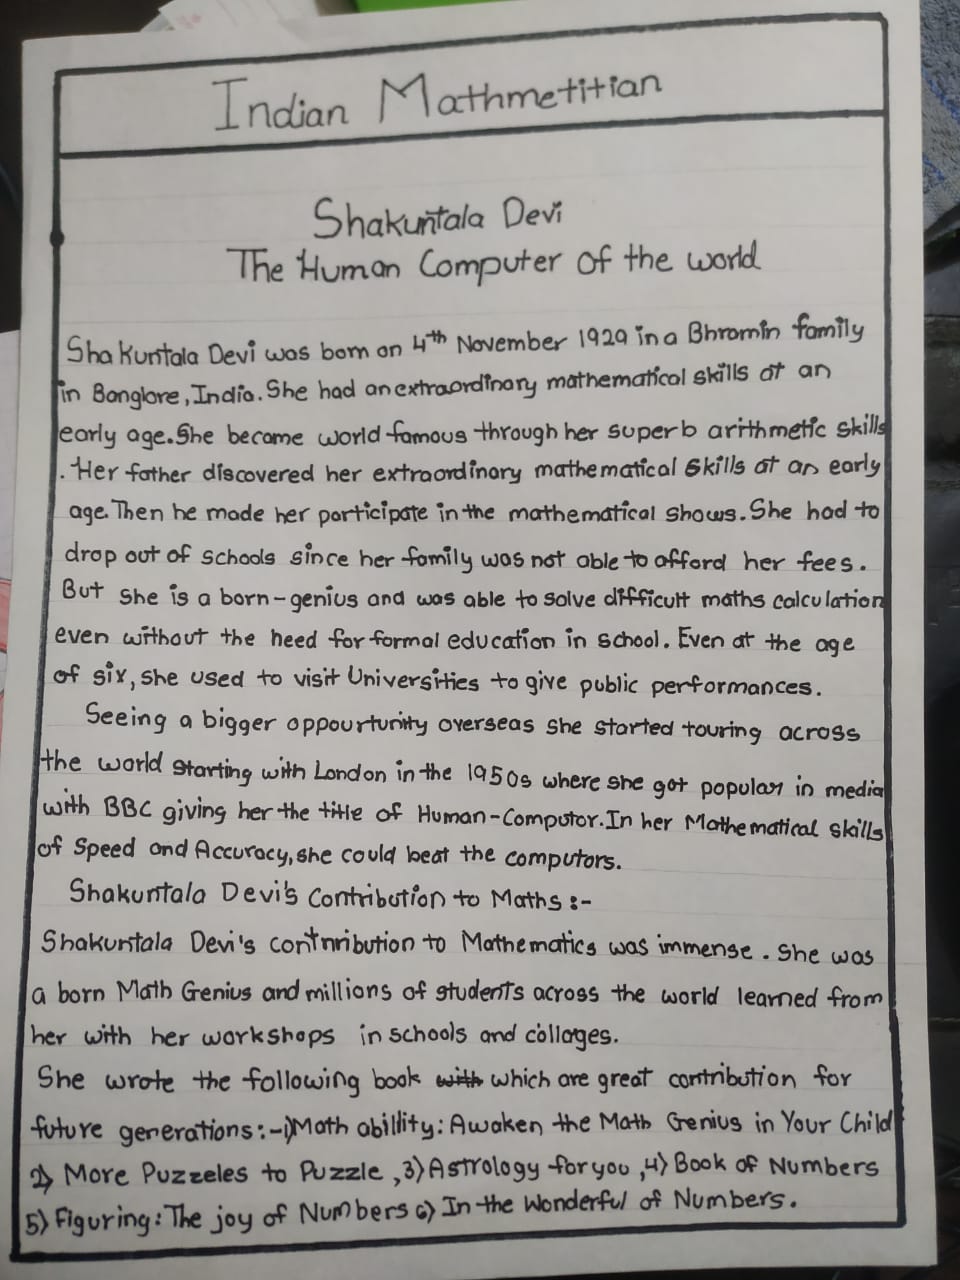 Indian Mathmetitian
Shakuntala Devi
The Human Computer of the world
Shakuntala Devi was born on 4th November 1929 in a Bhramin family
in Banglore, India. She had an extraordinary mathematical skills at an
early age. She became world famous through her superb arithmetic skills
. Her father discovered her extraordinary mathematical skills at an early
age. Then he made her participate in the mathematical shows. She had to
drop out of schools since her family was not able to afford her fees.
But she is a born-genius and was able to solve difficult maths calculation
even without the need for formal education in school. Even at the age
of six, she used to visit Universities to give public performances.
Seeing a bigger oppourtunity overseas she started touring across
the world starting with London in the 1950s where she got popular in media
with BBC giving her the title of Human-Computor. In her Mathematical skills
of Speed and Accuracy, she could beat the computors.
Shakuntala Devi's Contribution to Maths :-
Shakuntala Devi's contnribution to Mathematics was immense. She was
a born Math Genius and millions of students across the world learned from
her with her workshops in schools and collages.
She wrote the following book with which are great contribution for
future generations:-1) Math abillity: Awaken the Math Genius in Your Child
2) More Puzzeles to Puzzle, 3) Astrology for you, 4) Book of Numbers
5) Figuring: The joy of Numbers 6) In the Wonderful of Numbers.